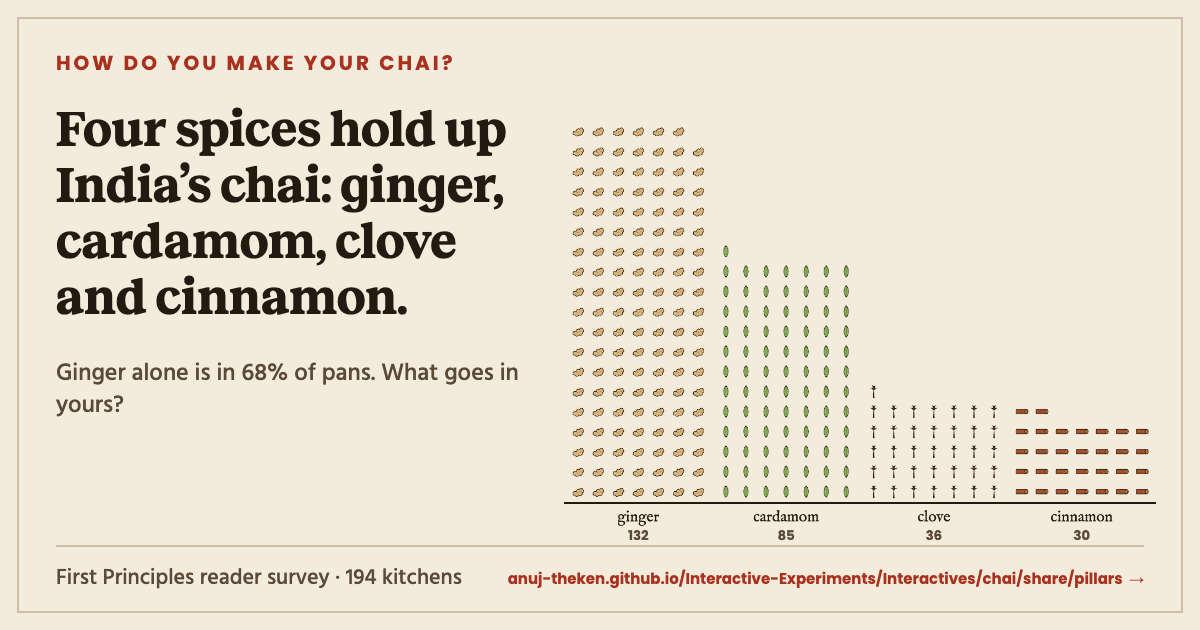 HOW DO YOU MAKE YOUR CHAI?
Four spices hold up
India’s chai: ginger,
cardamom, clove
and cinnamon.
Ginger alone is in 68% of pans. What goes in
yours?
ginger
132
cardamom
85
clove
36
cinnamon
30
First Principles reader survey · 194 kitchens
anuj-theken.github.io/Interactive-Experiments/Interactives/chai/share/pillars →